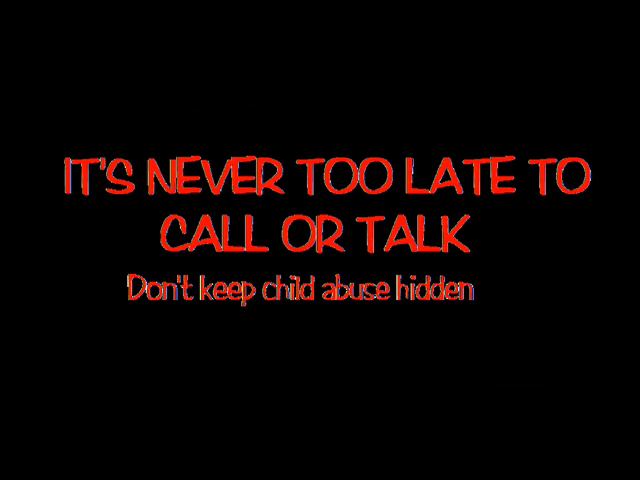 IT'S NEVER TOO LATE TO
CALL OR TALK
Don't keep child abuse hidden